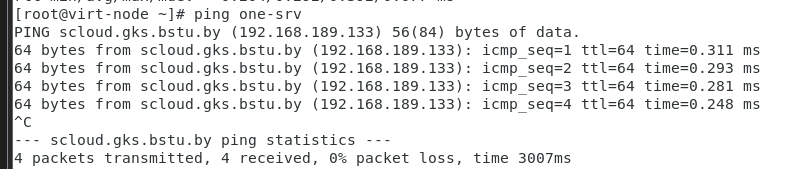 [root@virt-node ~]# ping one-srv
PING scloud.gks.bstu.by (192.168.189.133) 56(84) bytes of data.
64 bytes from scloud.gks.bstu.by (192.168.189.133): icmp_seq=1 ttl=64 time=0.311 ms
64 bytes from scloud.gks.bstu.by (192.168.189.133): icmp_seq=2 ttl=64 time=0.293 ms
64 bytes from scloud.gks.bstu.by (192.168.189.133): icmp_seq=3 ttl=64 time=0.281 ms
64 bytes from scloud.gks.bstu.by (192.168.189.133): icmp_seq=4 ttl=64 time=0.248 ms
^C
--- scloud.gks.bstu.by ping statistics ---
4 packets transmitted, 4 received, 0% packet loss, time 3007ms